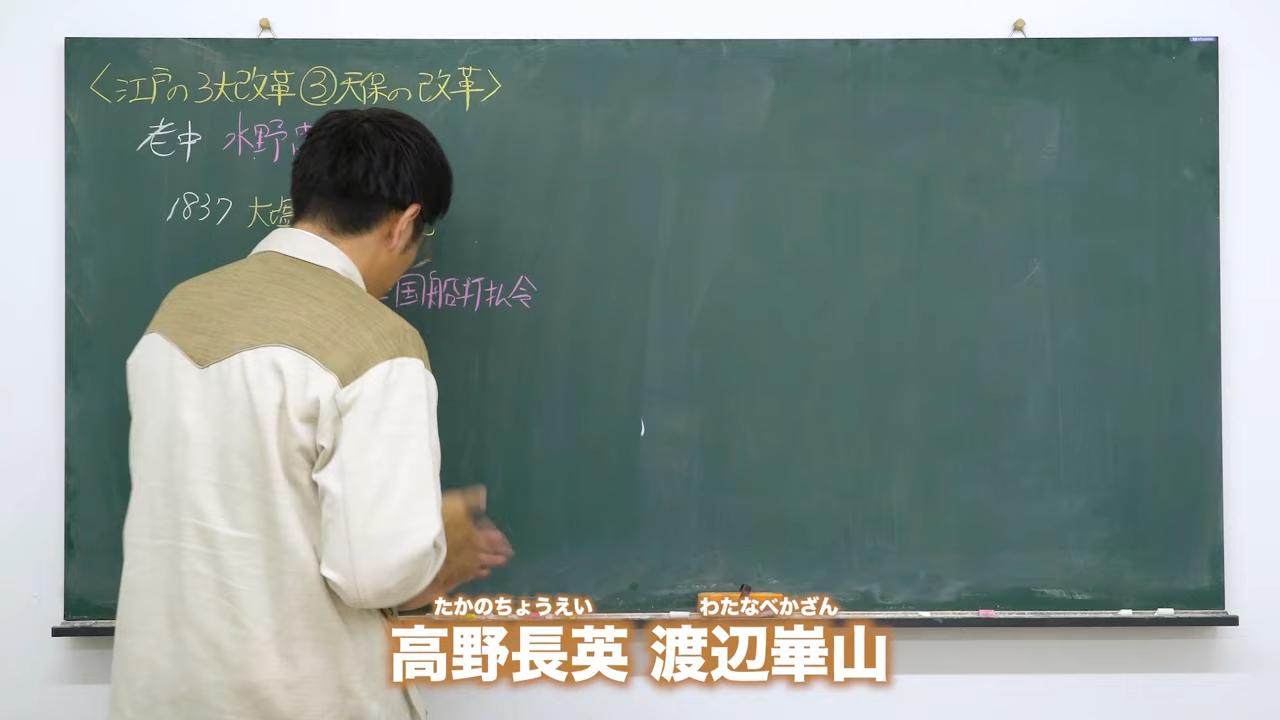 〈江戸の3大改革③天保の改革〉
老中 水野
1837 大塩
国船打払令
たかのちょうえい わたなべかざん
高野長英 渡辺崋山